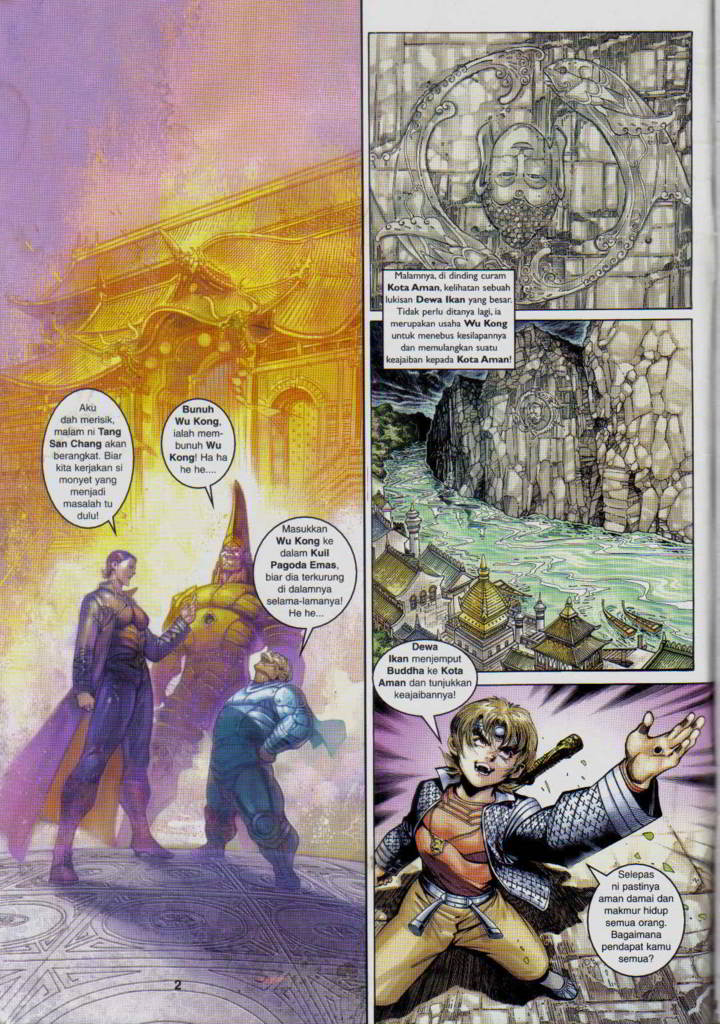 Aku
dah merisik,
malam ni Tang
San Chang akan
berangkat. Biar
kita kerjakan si
monyet yang
menjadi
masalah tu
dulu!
Bunuh
Wu Kong,
ialah mem-
bunuh Wu
Kong! Ha ha
he he....
Masukkan
Wu Kong ke
dalam Kuil
Pagoda Emas,
biar dia terkurung
di dalamnya
selama-lamanya!
He he...
2
Malamnya, di dinding curam
Kota Aman, kelihatan sebuah
lukisan Dewa Ikan yang besar.
Tidak perlu ditanya lagi, ia
merupakan usaha Wu Kong
untuk menebus kesilapannya
dan memulangkan suatu
keajaiban kepada Kota Aman!
Dewa
Ikan menjemput
Buddha ke Kota
Aman dan tunjukkan
keajaibannya!
Selepas
ni pastinya
aman damai dan
makmur hidup
semua orang.
Bagaimana
pendapat kamu
semua?